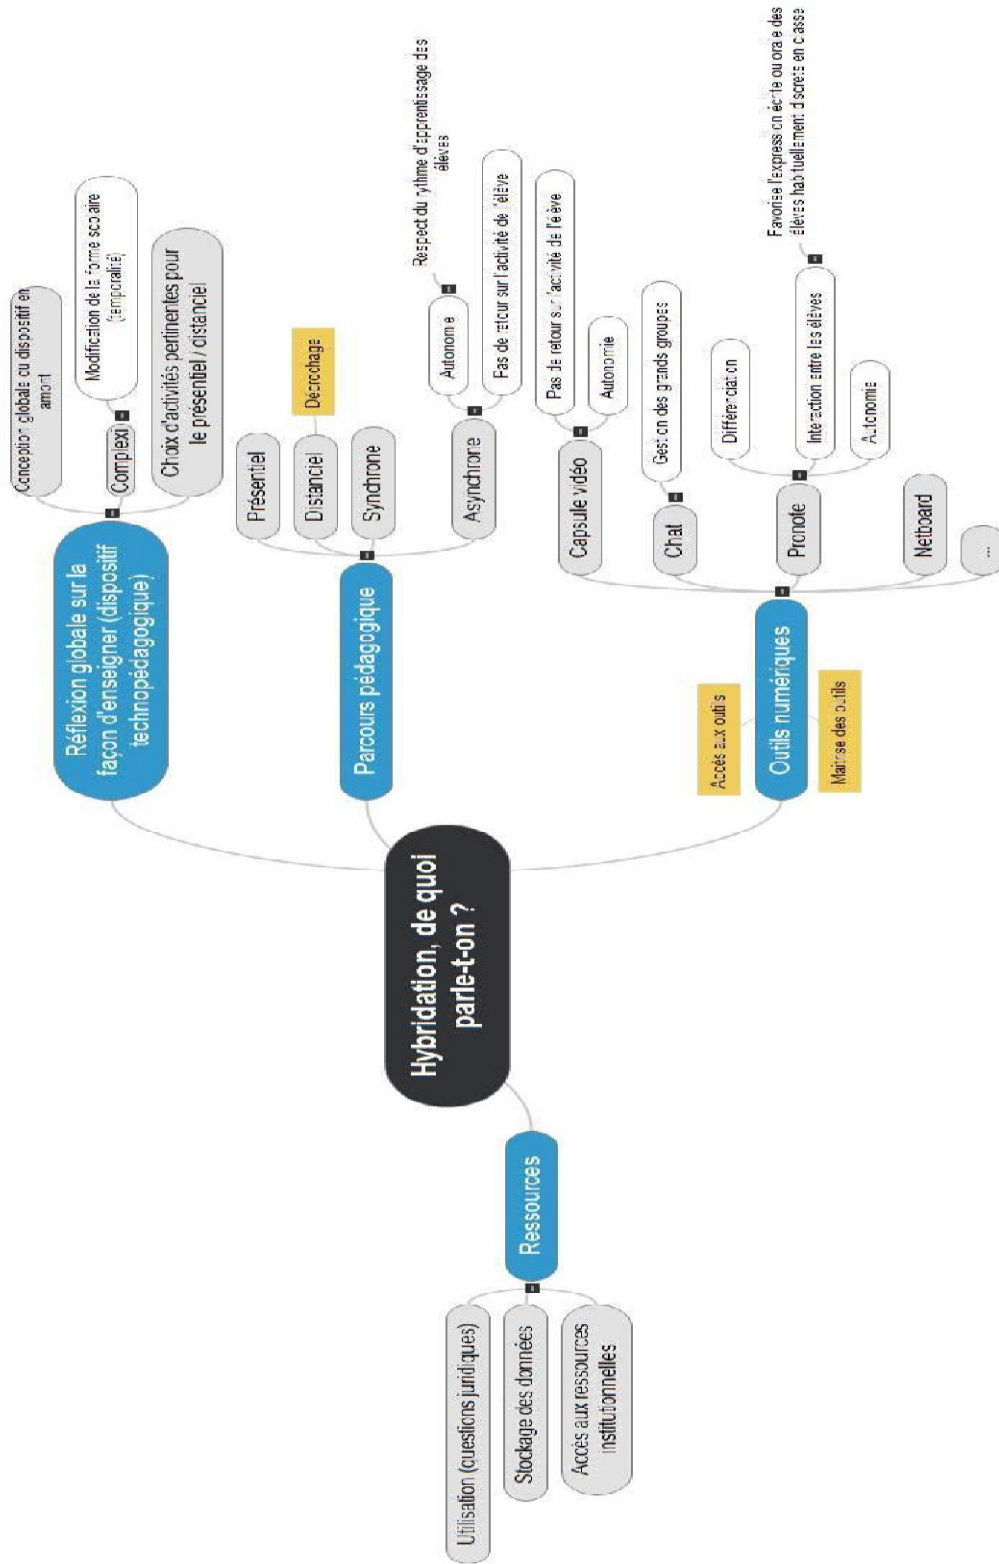 Hybridation, de quoi
parle-t-on ?
Réflexion globale sur la
façon d'enseigner (dispositif
technopédagogique)
Conception globale du dispositif en
amont
Complexi
Modification de la forme scolaire
(temporalité)
Choix d'activités pertinentes pour
le présentiel / distanciel
Parcours pédagogique
Présentiel
Distanciel
Décrochage
Synchrone
Asynchrone
Autonomie
Respect du rythme d'apprentissage des
élèves
Pas de retour sur l'activité de l'élève
Outils numériques
Accès aux outils
Maitrise des outils
Capsule vidéo
Pas de retour sur l'activité de l'élève
Autonomie
Chat
Gestion des grands groupes
Pronote
Différenciation
Interaction entre les élèves
Favorise l'expression écrite ou orale des
élèves habituellement discrets en classe
Autonomie
Netboard
...
Ressources
Utilisation (questions juridiques)
Stockage des données
Accès aux ressources
institutionnelles